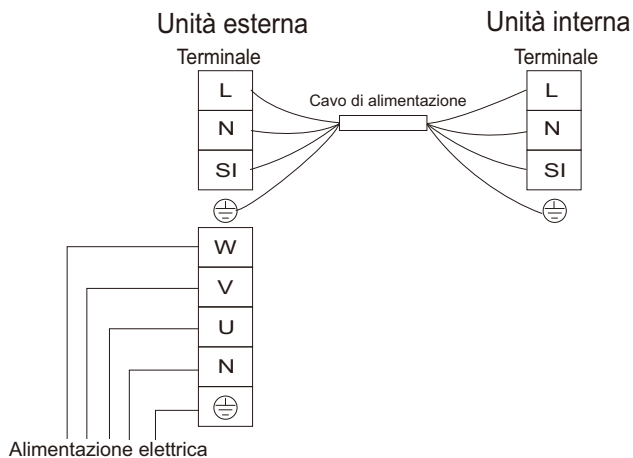 Unità esterna
Unità interna
Terminale
Terminale
L
N
SI
Cavo di alimentazione
L
N
SI
W
V
U
N
Alimentazione elettrica